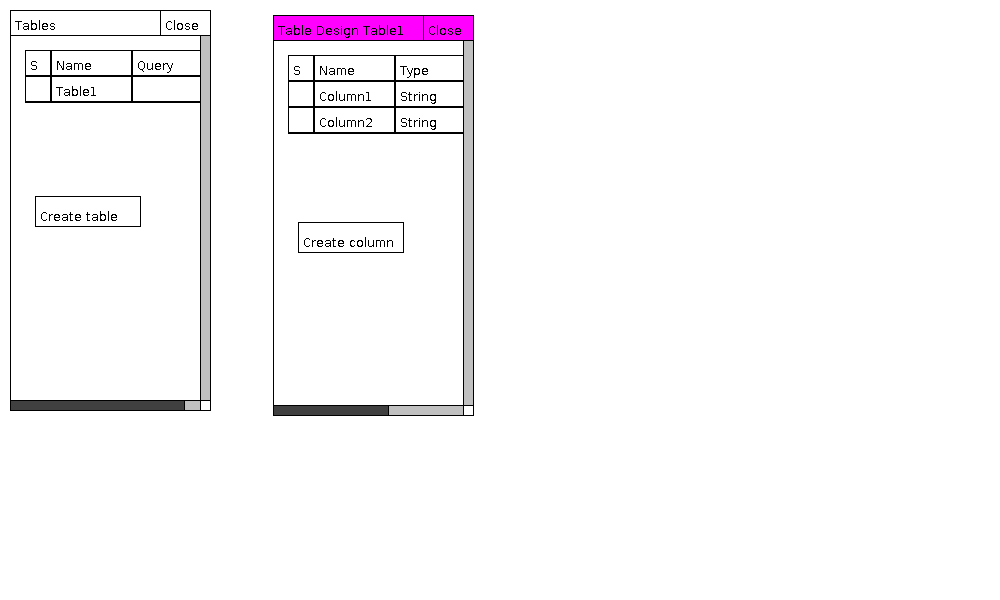 Tables Close
S Name Query
Table1
Create table
Table Design Table1 Close
S Name Type
Column1 String
Column2 String
Create column